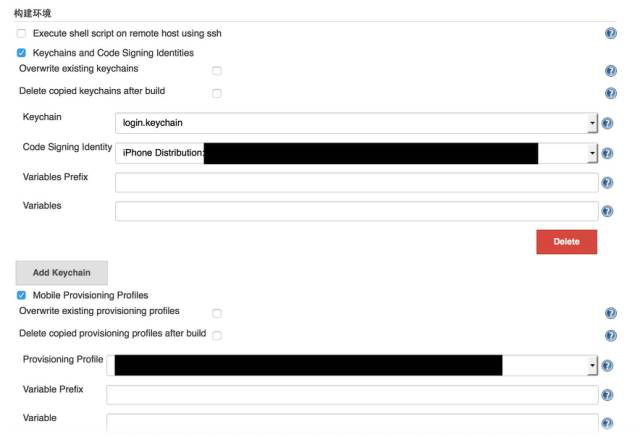 构建环境
Execute shell script on remote host using ssh
Keychains and Code Signing Identities
Overwrite existing keychains
Delete copied keychains after build
Keychain login.keychain
Code Signing Identity iPhone Distribution:
Variables Prefix
Variables
Delete
Add Keychain
Mobile Provisioning Profiles
Overwrite existing provisioning profiles
Delete copied provisioning profiles after build
Provisioning Profile
Variable Prefix
Variable